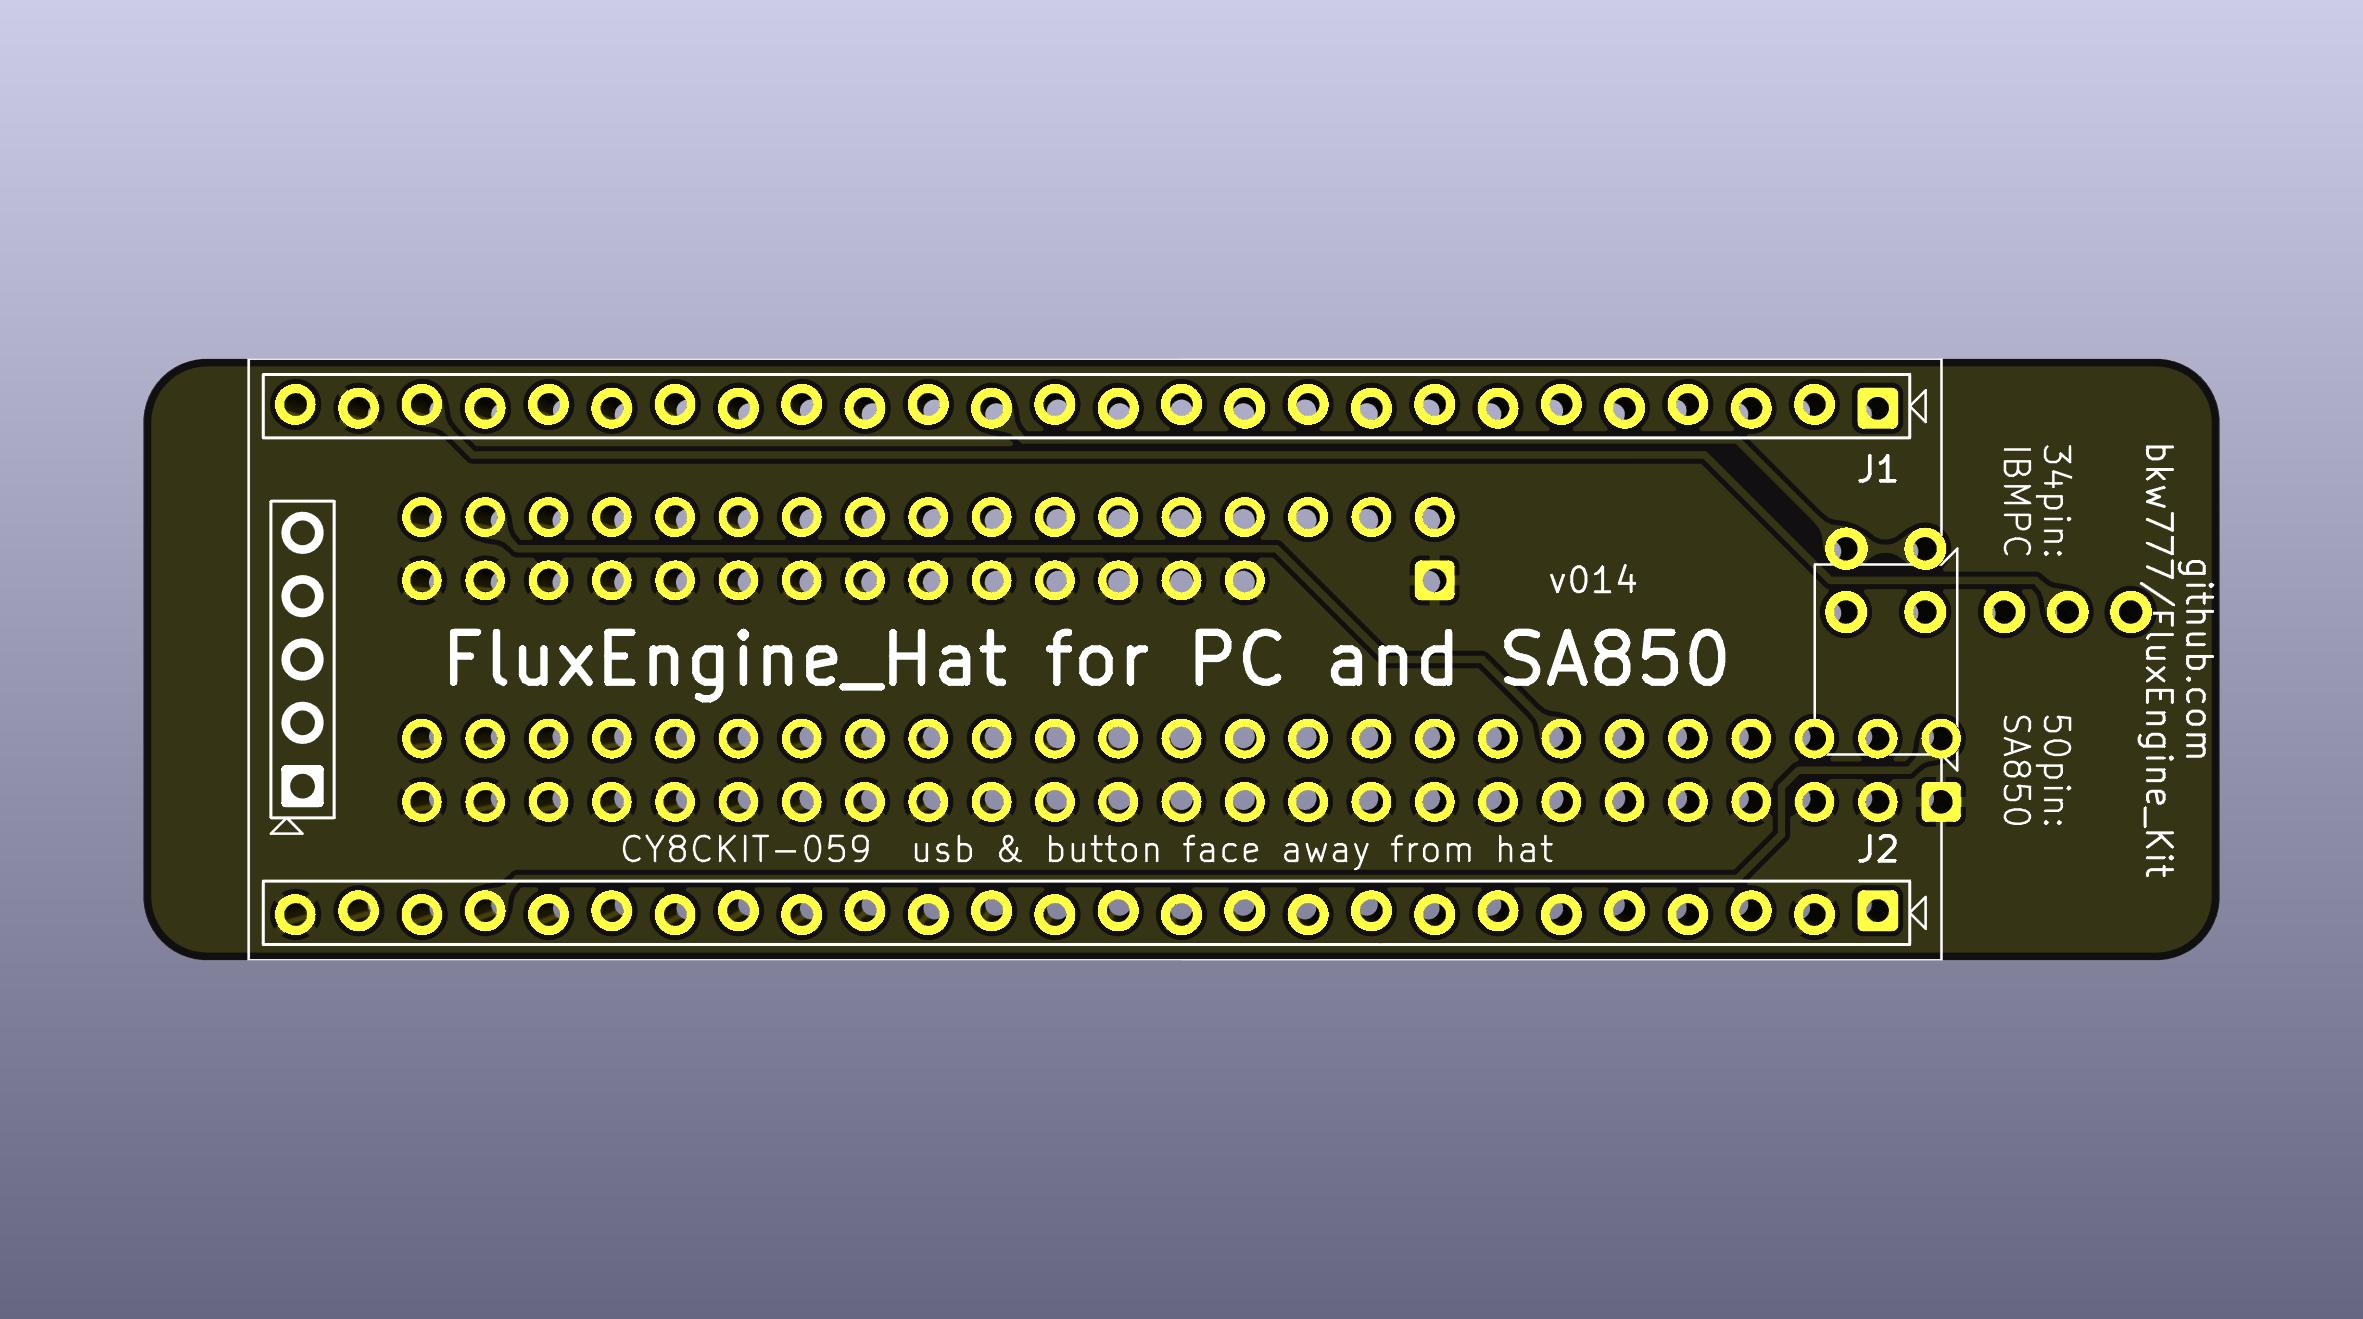 J1
v014
FluxEngine_Hat for PC and SA850
CY8CKIT-059  usb & button face away from hat
J2
34pin:
IBMPC
50pin:
SA850
github.com
bkw777/FluxEngine_Kit